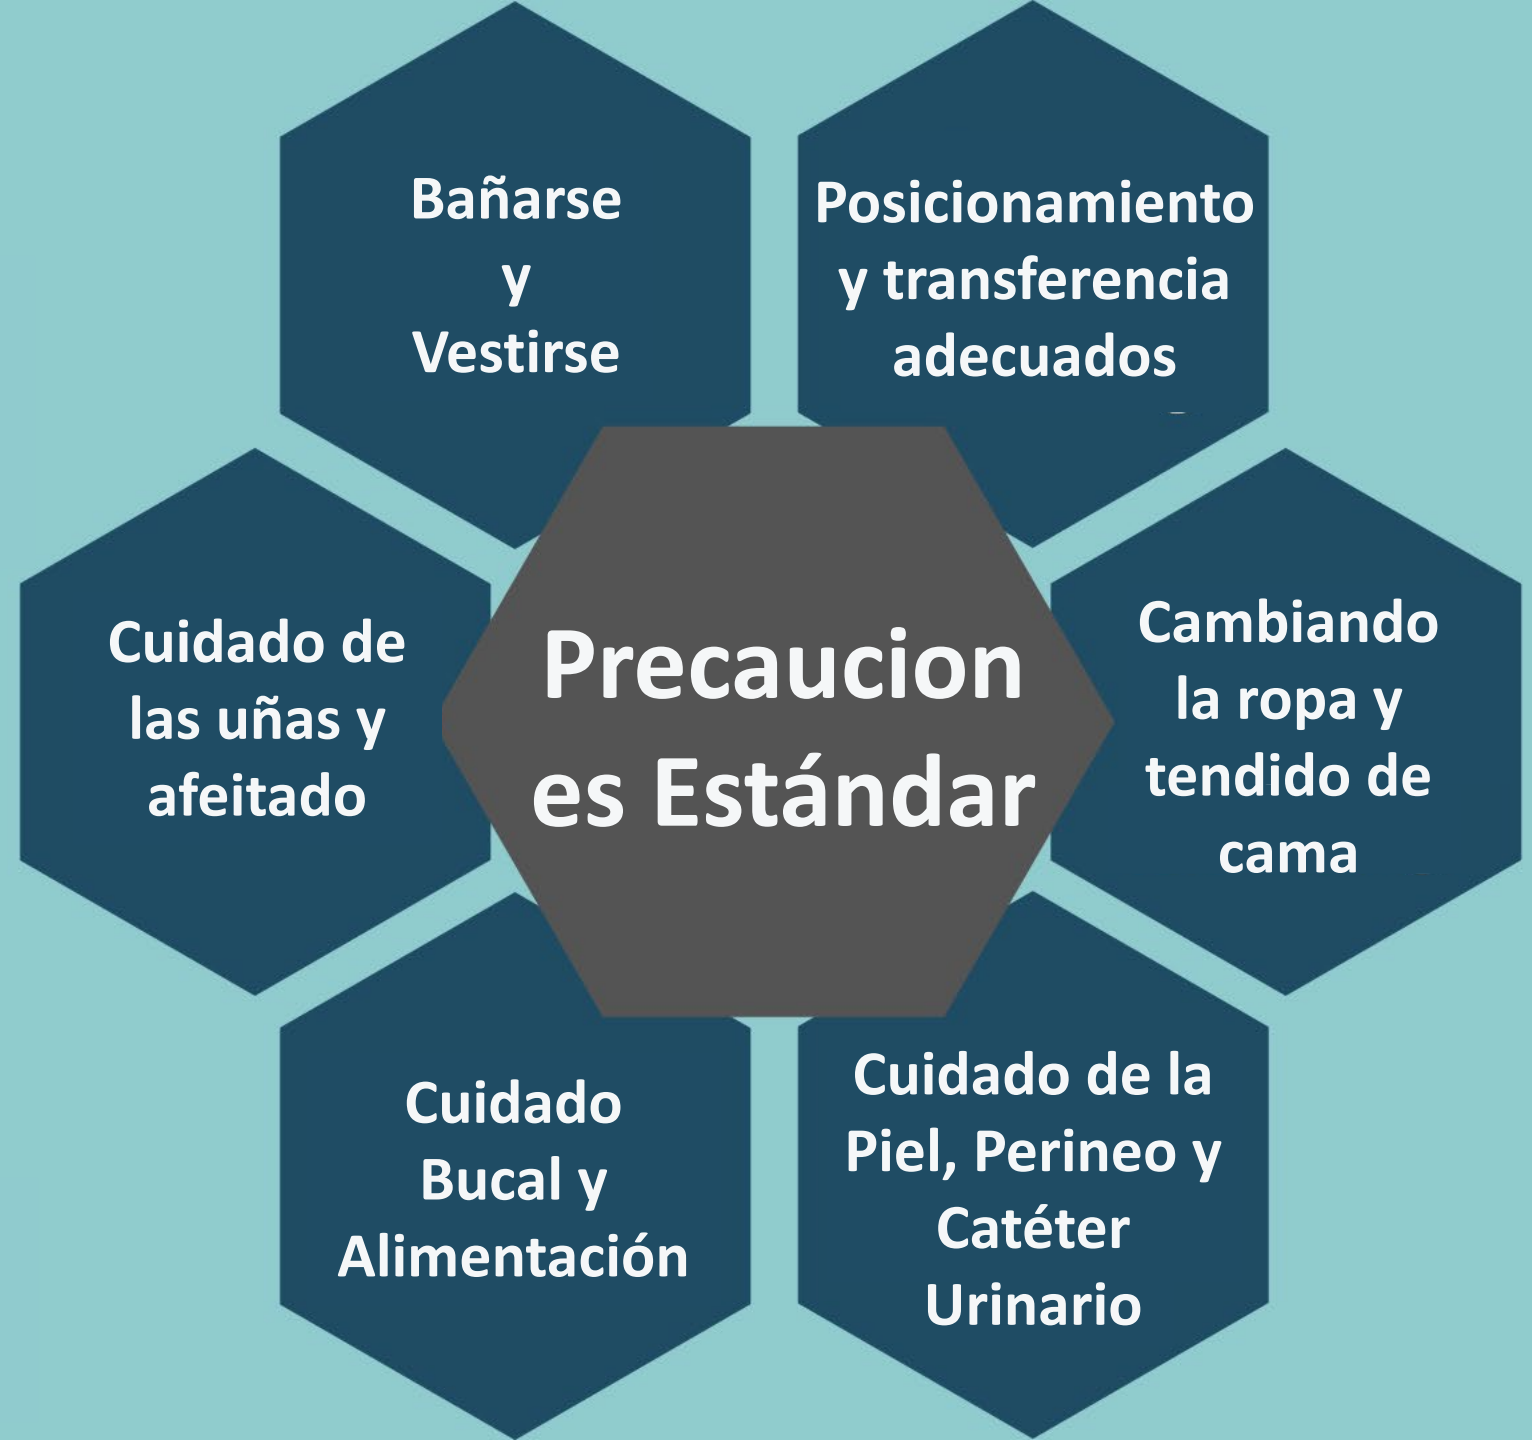 Bañarse
y
Vestirse
Posicionamiento
y transferencia
adecuados
Cuidado de
las uñas y
afeitado
Precaucion
es Estándar
Cambiando
la ropa y
tendido de
cama
Cuidado
Bucal y
Alimentación
Cuidado de la
Piel, Perineo y
Catéter
Urinario